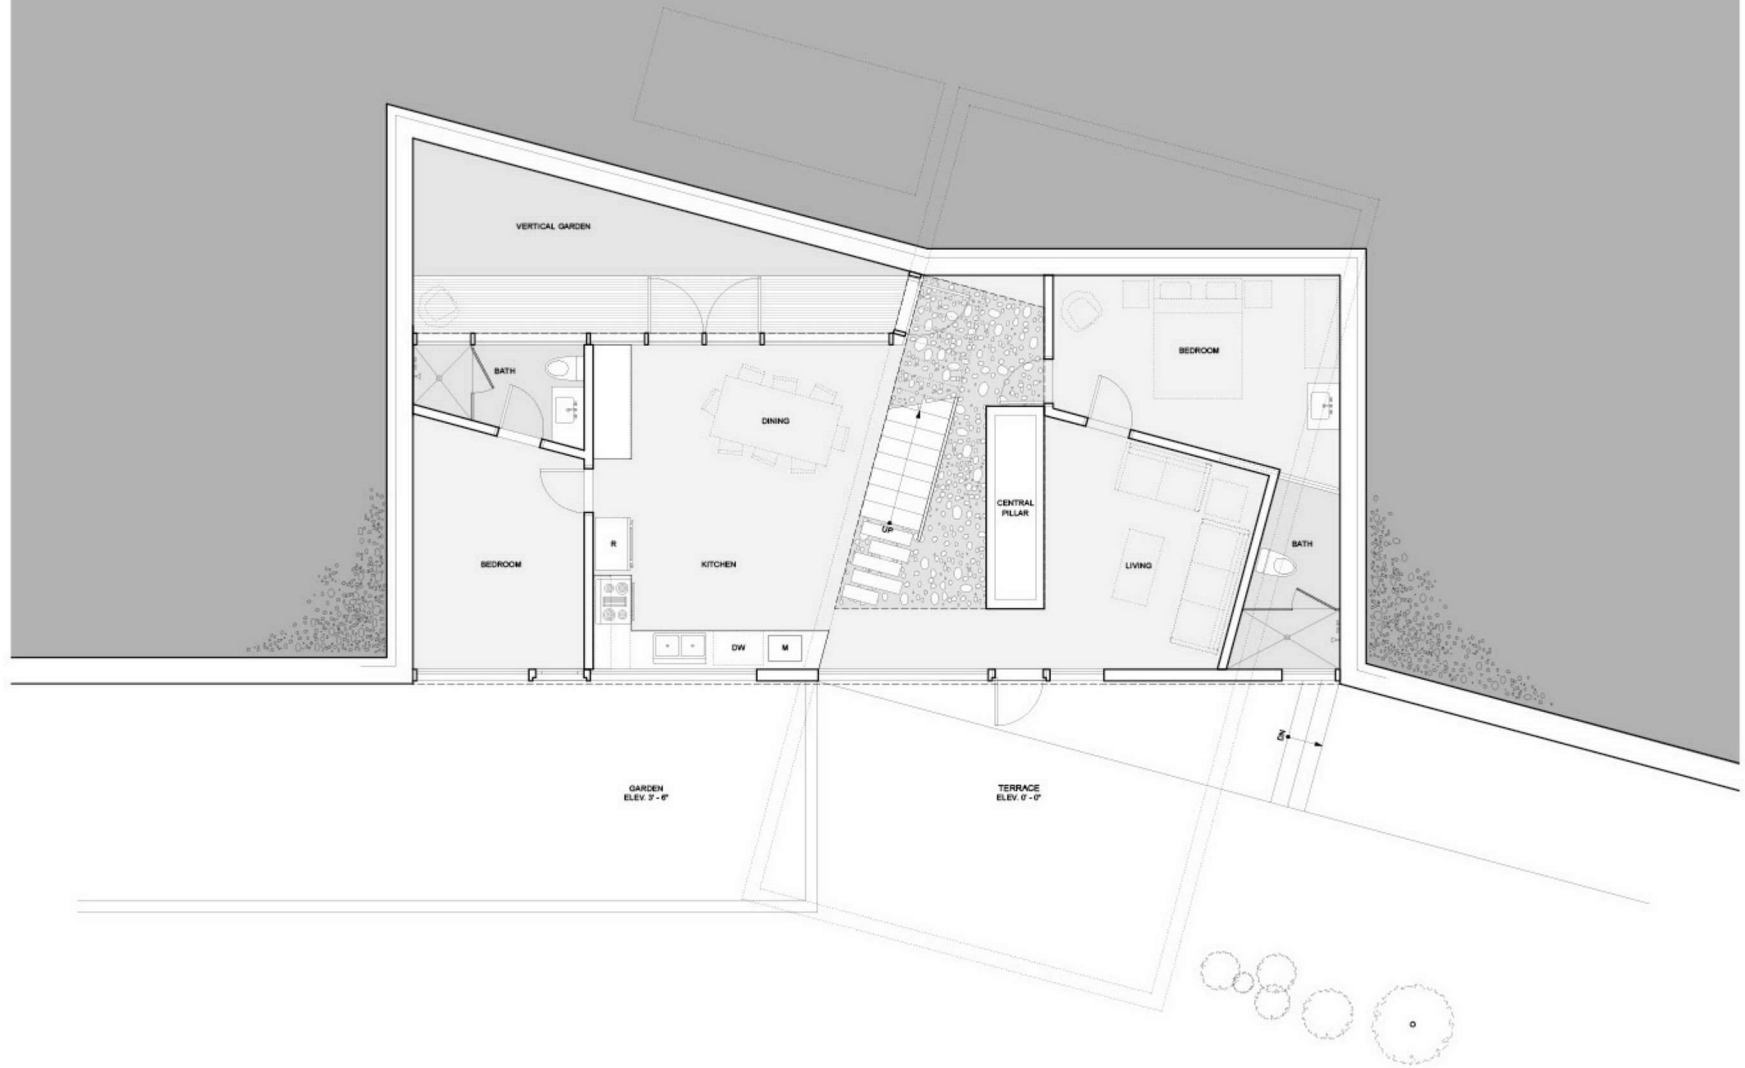 VERTICAL GARDEN
BATH
BEDROOM
DINING
CENTRAL
PILLAR
UP
R
BEDROOM
KITCHEN
LIVING
BATH
DW
M
DN
GARDEN
ELEV. 3' - 6"
TERRACE
ELEV. 0' - 0"